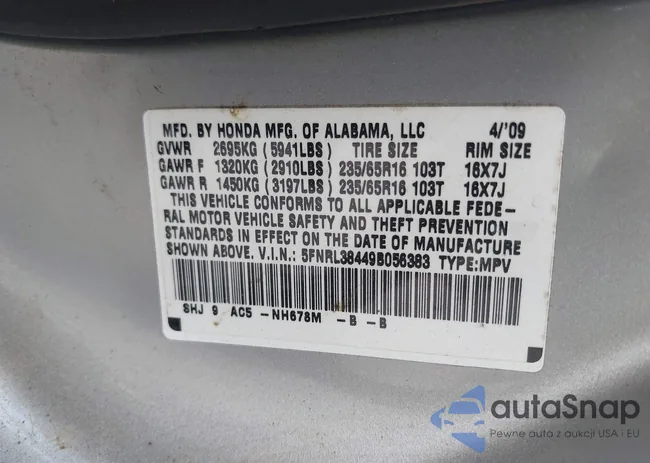 MFD. BY HONDA MFG. OF ALABAMA, LLC 4/'09
GVWR 2695KG (5941LBS) TIRE SIZE RIM SIZE
GAWR F 1320KG (2910LBS) 235/65R16 103T 16X7J
GAWR R 1450KG (3197LBS) 235/65R16 103T 16X7J
THIS VEHICLE CONFORMS TO ALL APPLICABLE FEDE-
RAL MOTOR VEHICLE SAFETY AND THEFT PREVENTION
STANDARDS IN EFFECT ON THE DATE OF MANUFACTURE
SHOWN ABOVE. V.I.N.: 5FNRL38449B056383 TYPE:MPV
SHJ 9 AC5 -NH678M -B -B
autaSnap
Pewne auta z aukcji USA · EU